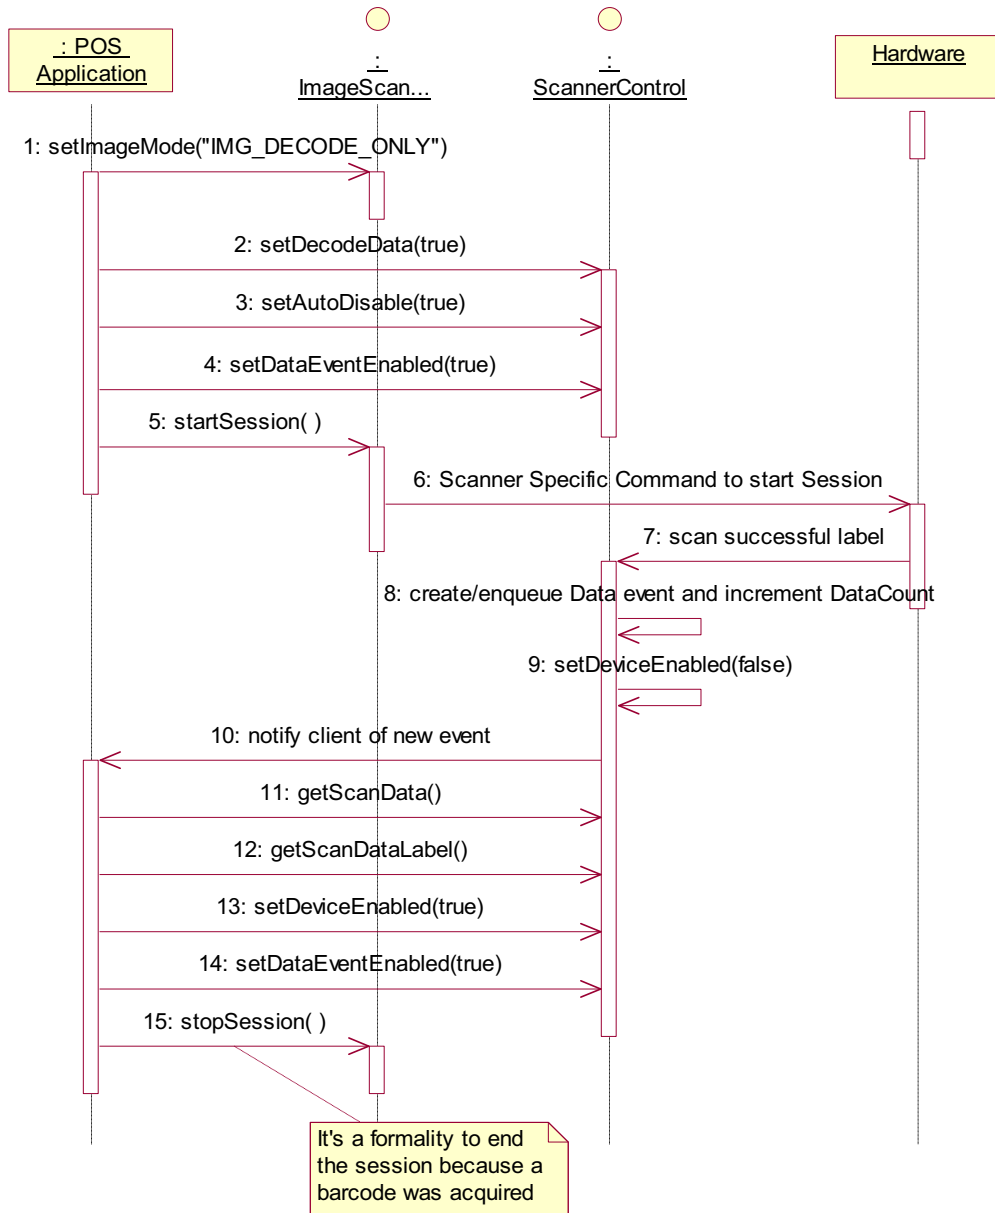 : POS
Application
:
ImageScan...
:
ScannerControl
Hardware
1: setImageMode("IMG_DECODE_ONLY")
2: setDecodeData(true)
3: setAutoDisable(true)
4: setDataEventEnabled(true)
5: startSession( )
6: Scanner Specific Command to start Session
7: scan successful label
8: create/enqueue Data event and increment DataCount
9: setDeviceEnabled(false)
10: notify client of new event
11: getScanData()
12: getScanDataLabel()
13: setDeviceEnabled(true)
14: setDataEventEnabled(true)
15: stopSession( )
It's a formality to end
the session because a
barcode was acquired